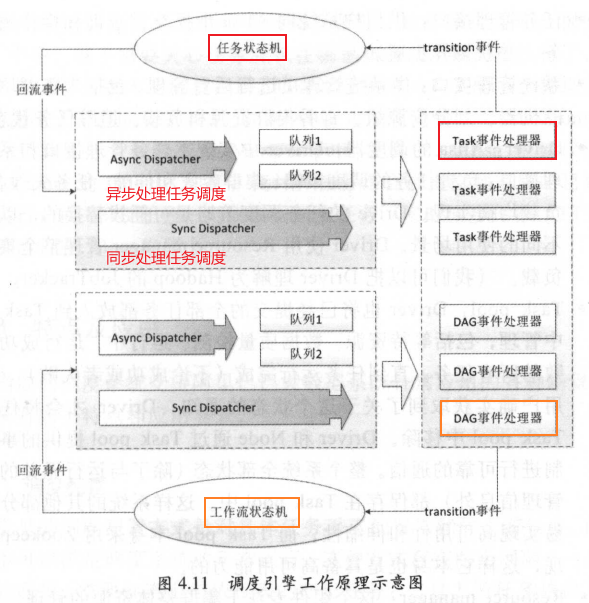 任务状态机
transition事件
回流事件
Async Dispatcher
队列1
队列2
异步处理任务调度
Sync Dispatcher
同步处理任务调度
Task事件处理器
Task事件处理器
Task事件处理器
Async Dispatcher
队列1
队列2
Sync Dispatcher
DAG事件处理器
DAG事件处理器
DAG事件处理器
回流事件
工作流状态机
transition事件
图 4.11 调度引擎工作原理示意图